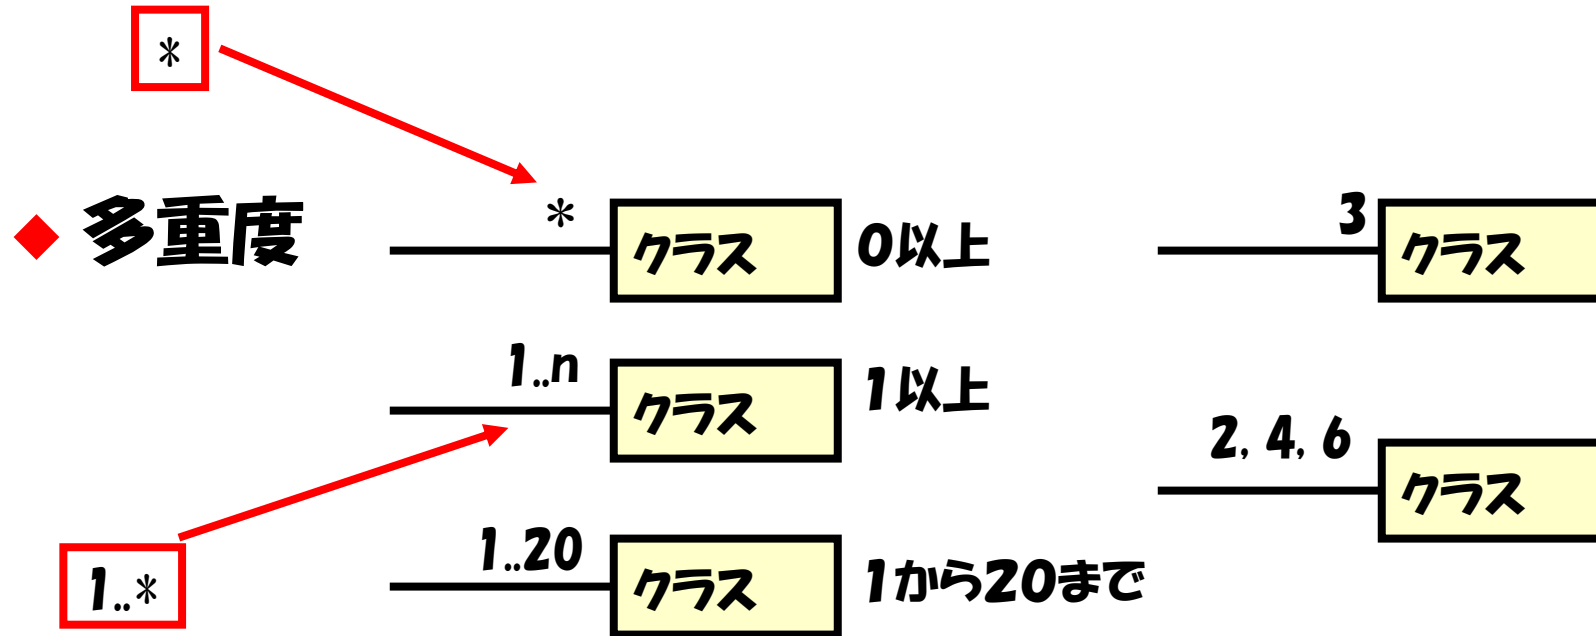 *
◆ 多重度
*
クラス
0以上
3
クラス
1..n
クラス
1以上
2, 4, 6
クラス
1..*
1..20
クラス
1から20まで